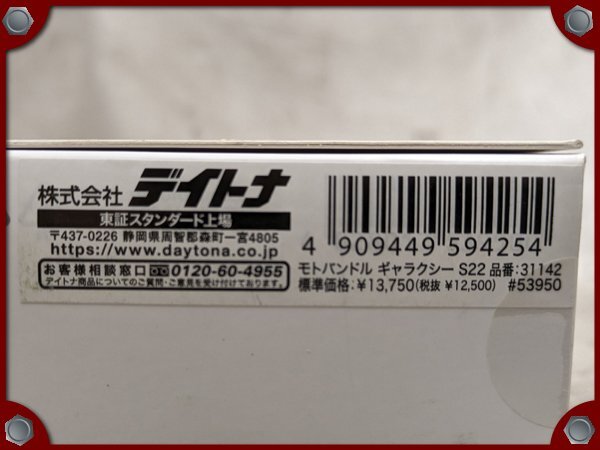 株式会社 デイトナ
東証スタンダード上場
〒437-0226 静岡県周智郡森町一宮4805
https://www.daytona.co.jp
お客様相談窓口 0120-60-4955
デイトナ商品についてのご質問・ご意見を受け付けております。
4 909449 594254
モトバンドル ギャラクシー S22 品番:31142
標準価格:¥13,750(税抜 ¥12,500) #53950